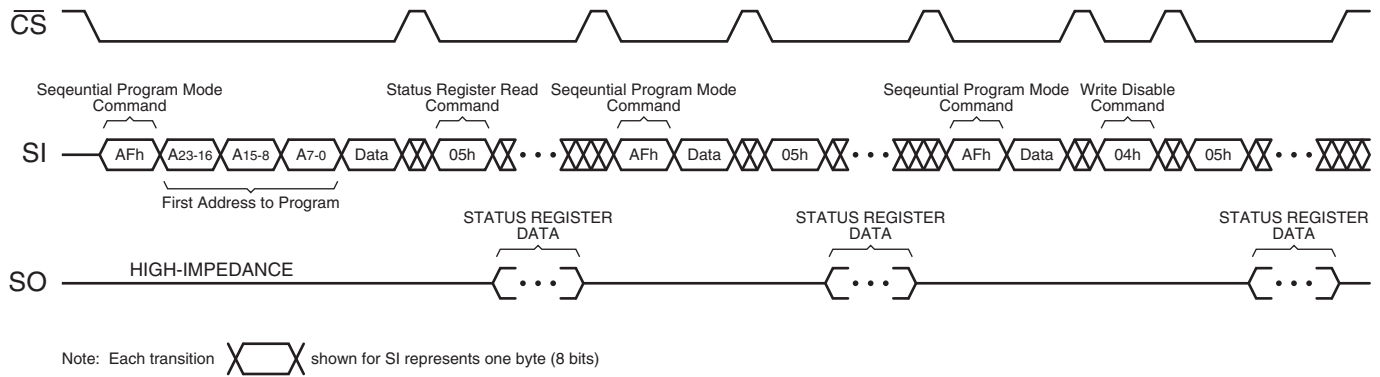 CS
Seqeuntial Program Mode
Command
Status Register Read
Command
Seqeuntial Program Mode
Command
Seqeuntial Program Mode
Command
Write Disable
Command
SI
AFh
A23-16
A15-8
A7-0
Data
05h
AFh
Data
05h
AFh
Data
04h
05h
First Address to Program
STATUS REGISTER
DATA
STATUS REGISTER
DATA
STATUS REGISTER
DATA
SO
HIGH-IMPEDANCE
Note: Each transition shown for SI represents one byte (8 bits)